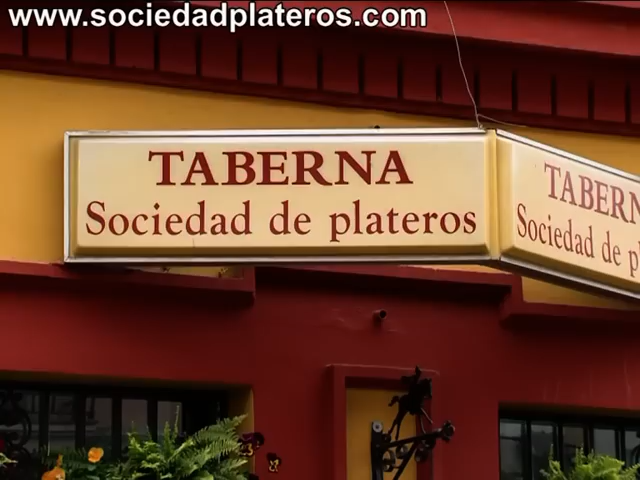 www.sociedadplateros.com
TABERNA
Sociedad de plateros
TABERN
Sociedad de p